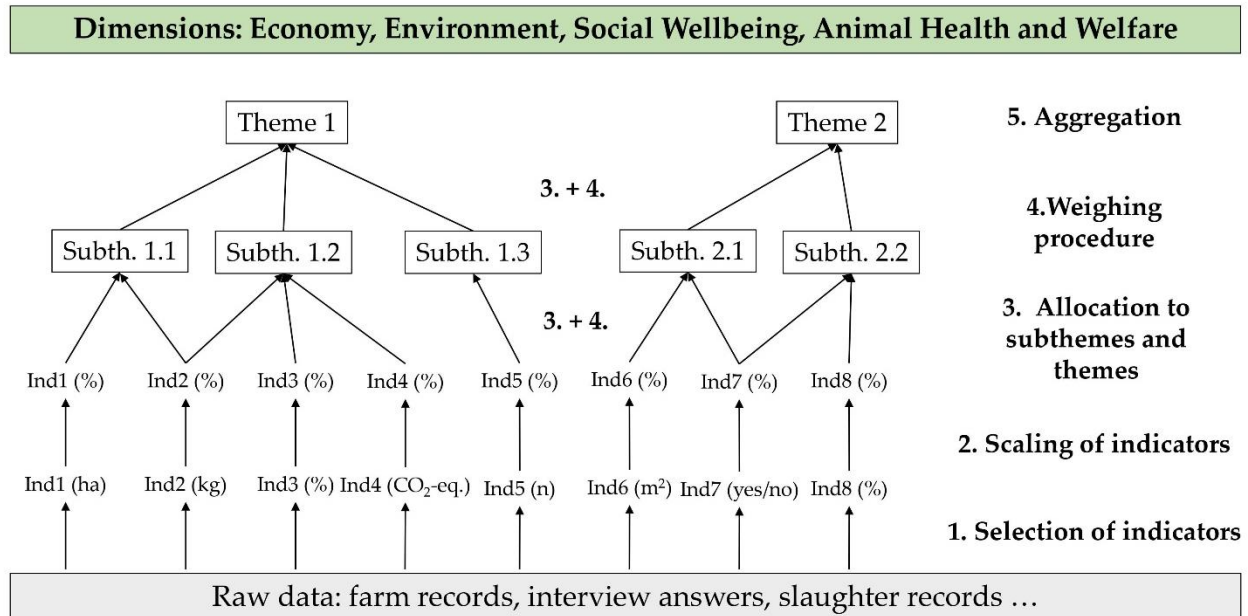 Dimensions: Economy, Environment, Social Wellbeing, Animal Health and Welfare
Theme 1
Theme 2
5. Aggregation
3. + 4.
4.Weighing
procedure
Subth. 1.1
Subth. 1.2
Subth. 1.3
Subth. 2.1
Subth. 2.2
3. + 4.
3. Allocation to
subthemes and
themes
Ind1 (%)
Ind2 (%)
Ind3 (%)
Ind4 (%)
Ind5 (%)
Ind6 (%)
Ind7 (%)
Ind8 (%)
2. Scaling of indicators
Ind1 (ha)
Ind2 (kg)
Ind3 (%)
Ind4 (CO₂-eq.)
Ind5 (n)
Ind6 (m²)
Ind7 (yes/no)
Ind8 (%)
1. Selection of indicators
Raw data: farm records, interview answers, slaughter records …